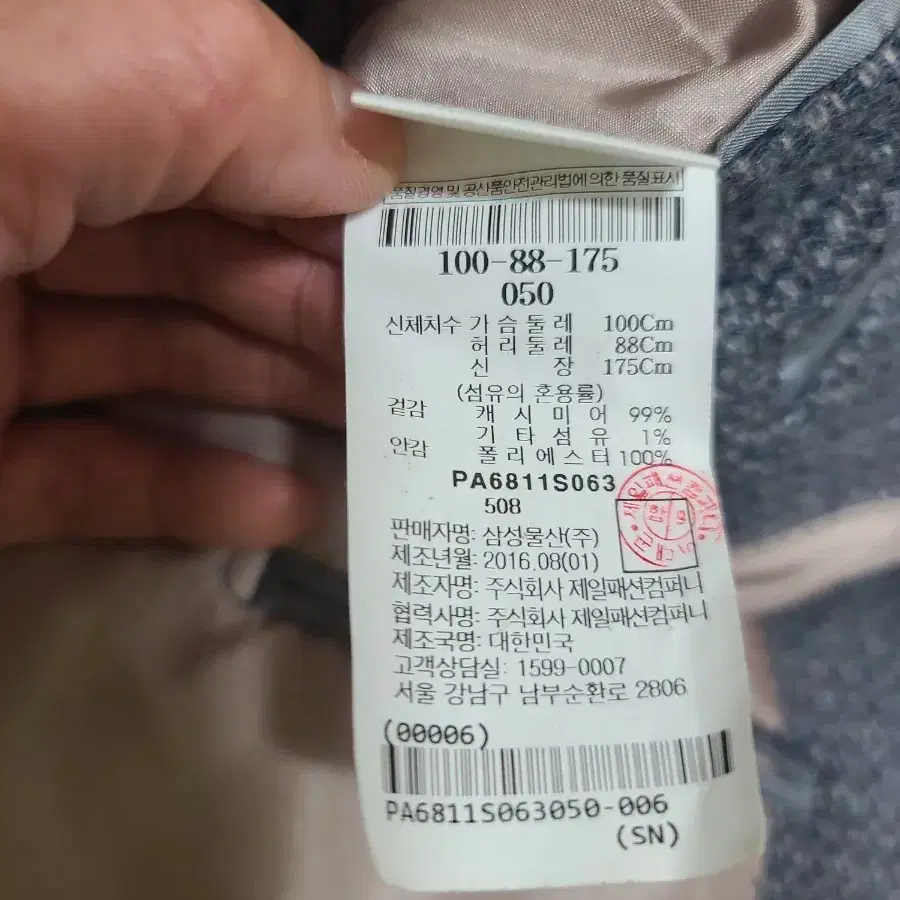 품질경영 및 공산품안전관리법에 의한 품질표시
100-88-175
050
신체치수 가 슴 둘 레 100Cm
허 리 둘 레 88Cm
신 장 175Cm
(섬유의 혼용률)
겉감 캐 시 미 어 99%
기 타 섬 유 1%
안감 폴 리 에 스 터 100%
PA6811S063
508
판매자명: 삼성물산(주)
제조년월: 2016.08(01)
제조자명: 주식회사 제일패션컴퍼니
협력사명: 주식회사 제일패션컴퍼니
제조국명: 대한민국
고객상담실: 1599-0007
서울 강남구 남부순환로 2806
(00006)
PA6811S063050-006
(SN)